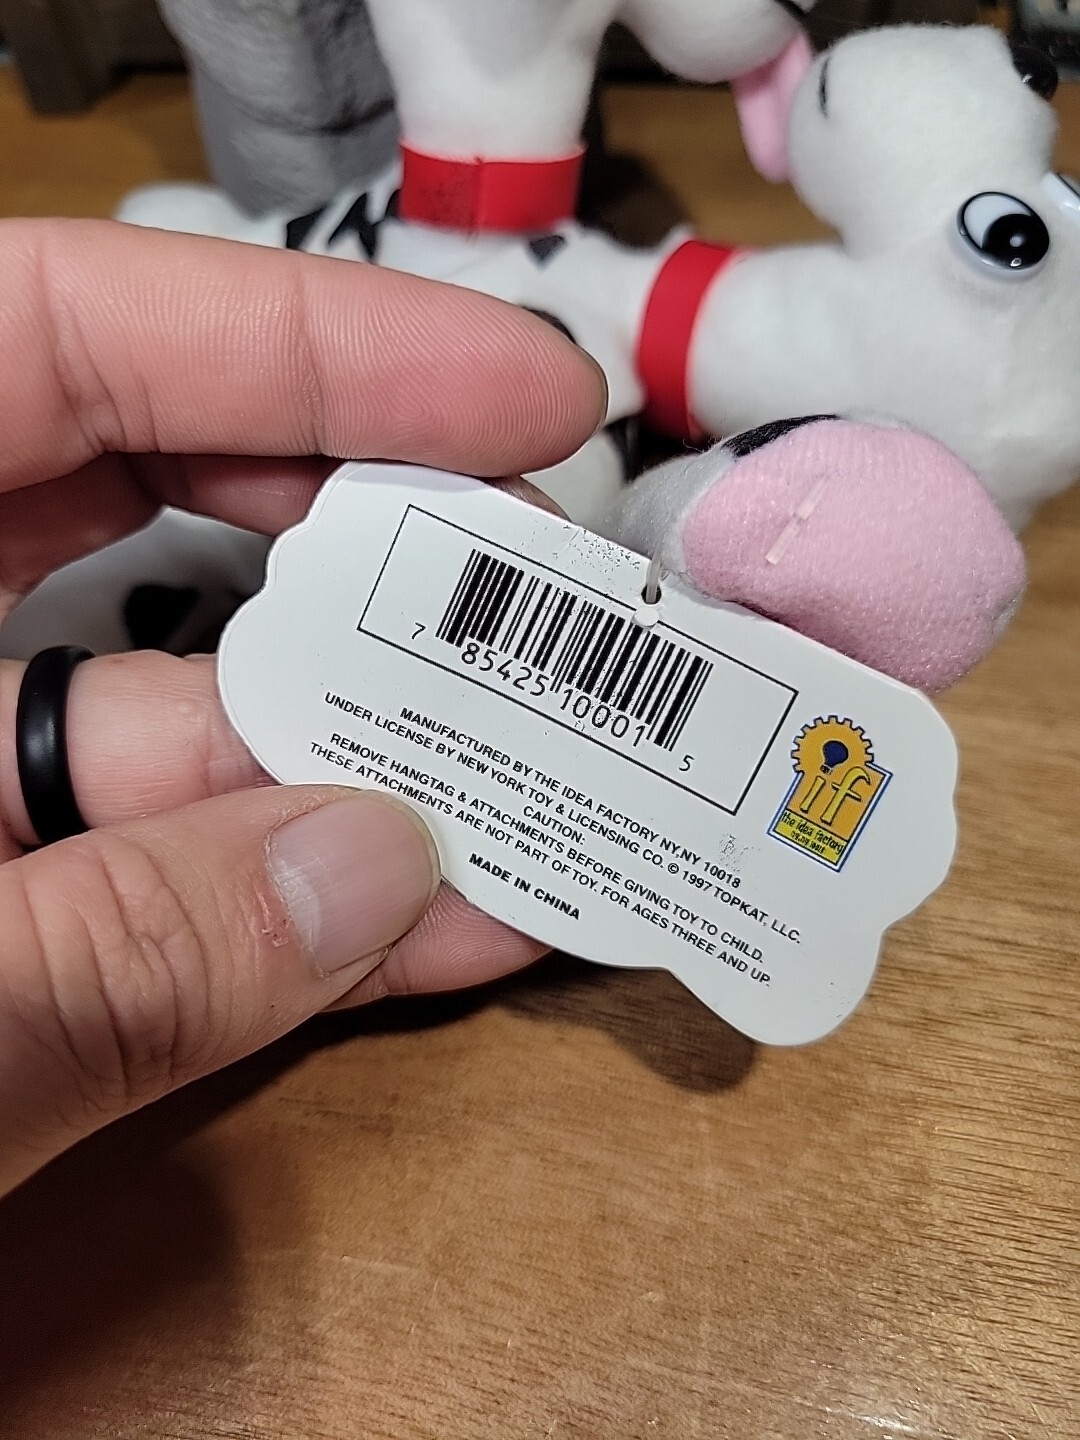 7 85425 10001 5
MANUFACTURED BY THE IDEA FACTORY NY,NY 10018
UNDER LICENSE BY NEW YORK TOY & LICENSING CO. © 1997 TOPKAT, LLC.
CAUTION:
REMOVE HANGTAG & ATTACHMENTS BEFORE GIVING TOY TO CHILD.
THESE ATTACHMENTS ARE NOT PART OF TOY. FOR AGES THREE AND UP.
MADE IN CHINA
if
the idea factory